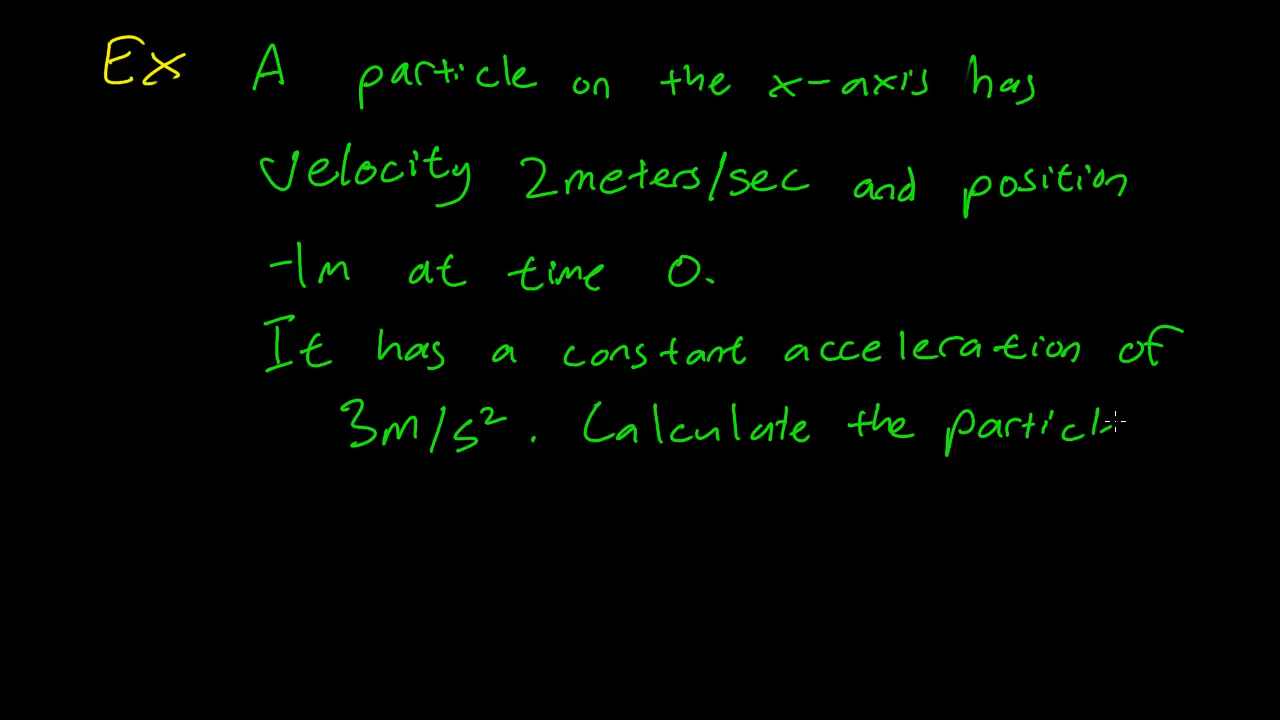 Ex A particle on the x-axis has
velocity 2meters/sec and position
-1m at time 0.
It has a constant acceleration of
3m/s². Calculate the particl